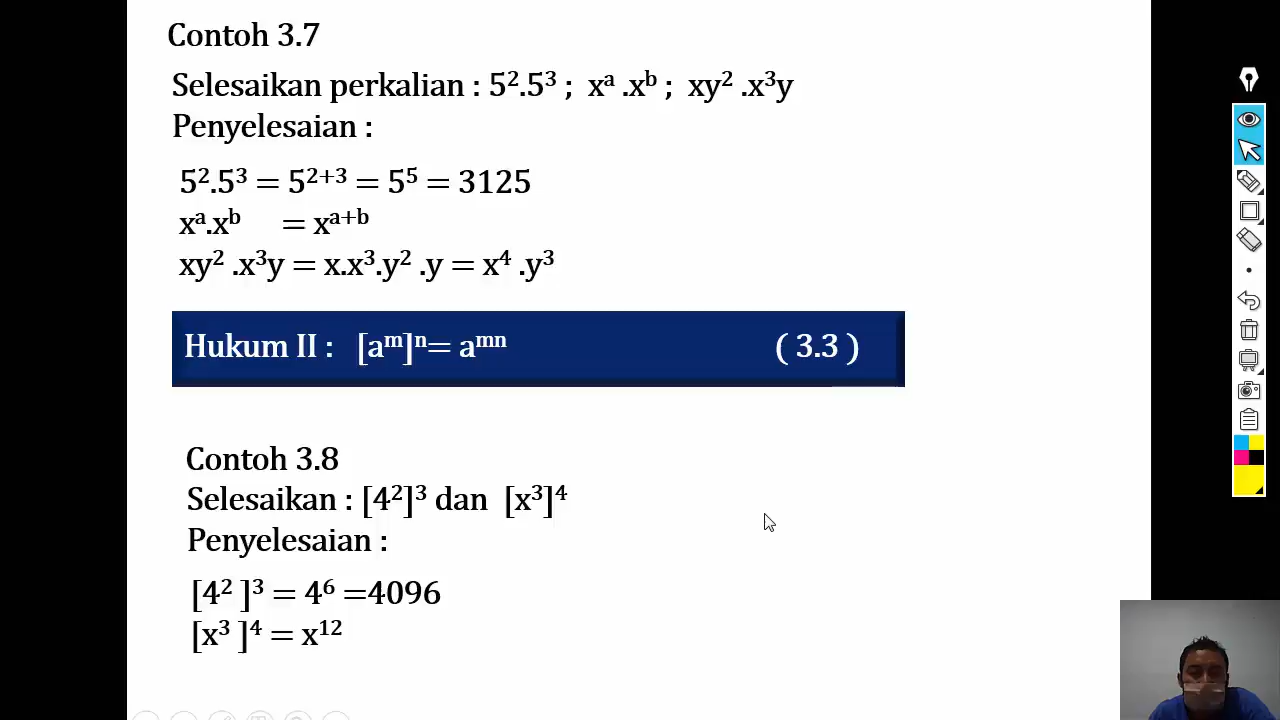 Contoh 3.7
Selesaikan perkalian : 5².5³ ; xᵃ .xᵇ ; xy² .x³y
Penyelesaian :
5².5³ = 5²⁺³ = 5⁵ = 3125
xᵃ.xᵇ = xᵃ⁺ᵇ
xy² .x³y = x.x³.y² .y = x⁴ .y³
Hukum II : [aᵐ]ⁿ= aᵐⁿ ( 3.3 )
Contoh 3.8
Selesaikan : [4²]³ dan [x³]⁴
Penyelesaian :
[4² ]³ = 4⁶ =4096
[x³ ]⁴ = x¹²